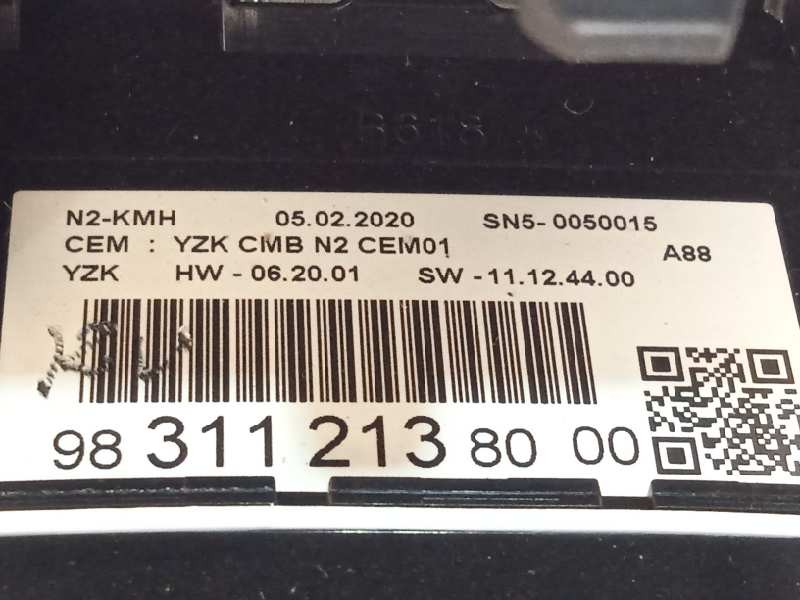 N2-KMH 05.02.2020 SN5-0050015
CEM : YZK CMB N2 CEM01 A88
YZK HW - 06.20.01 SW - 11.12.44.00
98 311 213 80 00